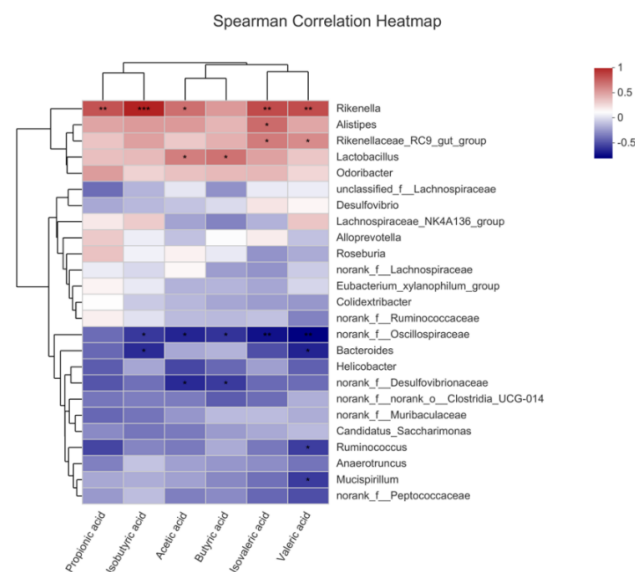 Spearman Correlation Heatmap
1
0.5
0
-0.5
** *** * ** ** Rikenella
* Alistipes
* * Rikenellaceae_RC9_gut_group
* * Lactobacillus
Odoribacter
unclassified_f__Lachnospiraceae
Desulfovibrio
Lachnospiraceae_NK4A136_group
Alloprevotella
Roseburia
norank_f__Lachnospiraceae
Eubacterium_xylanophilum_group
Colidextribacter
norank_f__Ruminococcaceae
* * * ** norank_f__Oscillospiraceae
* * Bacteroides
Helicobacter
* * norank_f__Desulfovibrionaceae
norank_f__norank_o__Clostridia_UCG-014
norank_f__Muribaculaceae
Candidatus_Saccharimonas
* Ruminococcus
Anaerotruncus
* Mucispirillum
norank_f__Peptococcaceae
Propionic acid
Isobutyric acid
Acetic acid
Butyric acid
Isovaleric acid
Valeric acid